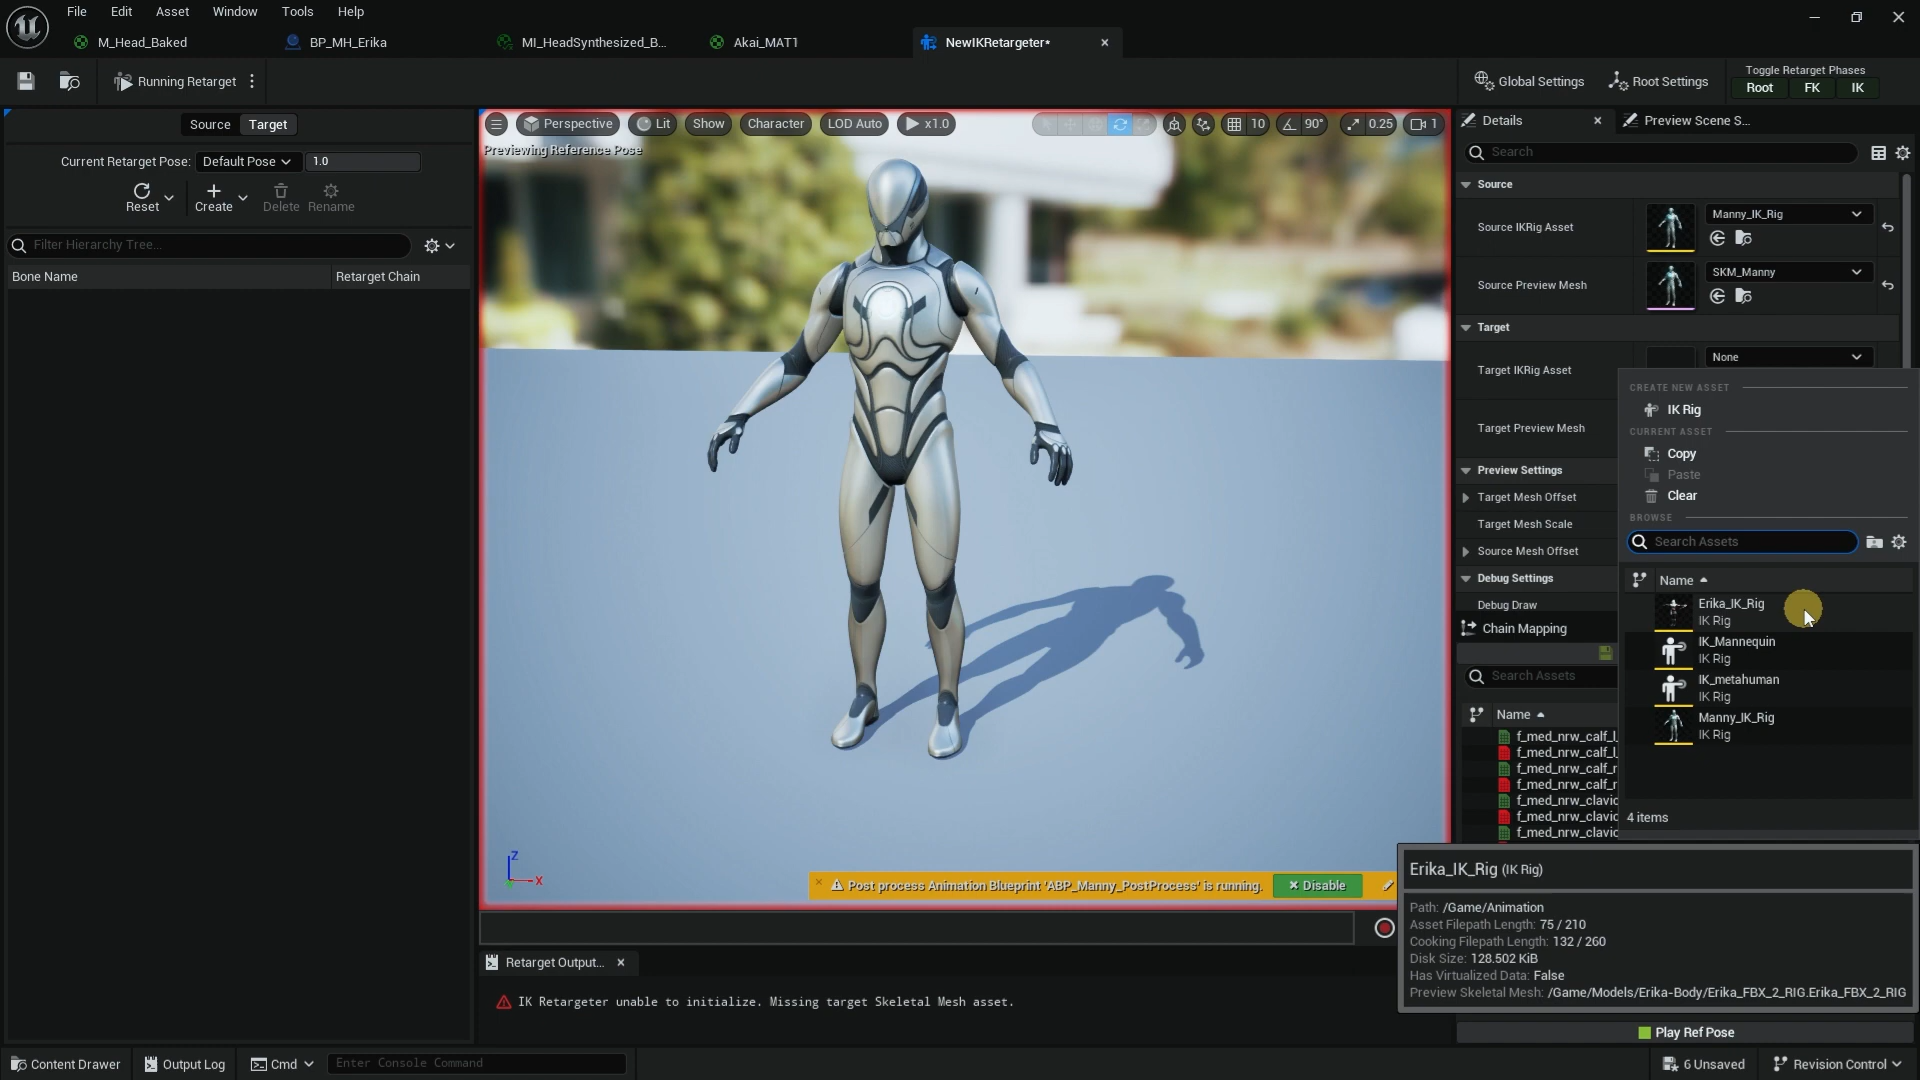 File Edit Asset Window Tools Help
M_Head_Baked BP_MH_Erika MI_HeadSynthesized_B... Akai_MAT1 NewIKRetargeter*
Running Retarget Global Settings Root Settings
Toggle Retarget Phases
Root FK IK
Source Target
Current Retarget Pose: Default Pose 1.0
Reset Create Delete Rename
Filter Hierarchy Tree...
Bone Name Retarget Chain
Perspective Lit Show Character LOD Auto x1.0 10 90° 0.25 1
Previewing Reference Pose
Z
X
Post process Animation Blueprint 'ABP_Manny_PostProcess' is running. Disable
Retarget Output...
IK Retargeter unable to initialize. Missing target Skeletal Mesh asset.
Details Preview Scene S...
Search
Source
Source IKRig Asset Manny_IK_Rig
Source Preview Mesh SKM_Manny
Target
Target IKRig Asset None
Target Preview Mesh
Preview Settings
Target Mesh Offset
Target Mesh Scale
Source Mesh Offset
Debug Settings
Debug Draw
Chain Mapping
Search Assets
Name
f_med_nrw_calf_l_
f_med_nrw_calf_l_
f_med_nrw_calf_r
f_med_nrw_calf_r
f_med_nrw_clavic
f_med_nrw_clavic
f_med_nrw_clavic
CREATE NEW ASSET
IK Rig
CURRENT ASSET
Copy
Paste
Clear
BROWSE
Search Assets
Name
Erika_IK_Rig
IK Rig
IK_Mannequin
IK Rig
IK_metahuman
IK Rig
Manny_IK_Rig
IK Rig
4 items
Erika_IK_Rig (IK Rig)
Path: /Game/Animation
Asset Filepath Length: 75 / 210
Cooking Filepath Length: 132 / 260
Disk Size: 128.502 KiB
Has Virtualized Data: False
Preview Skeletal Mesh: /Game/Models/Erika-Body/Erika_FBX_2_RIG.Erika_FBX_2_RIG
Play Ref Pose
Content Drawer Output Log Cmd Enter Console Command 6 Unsaved Revision Control